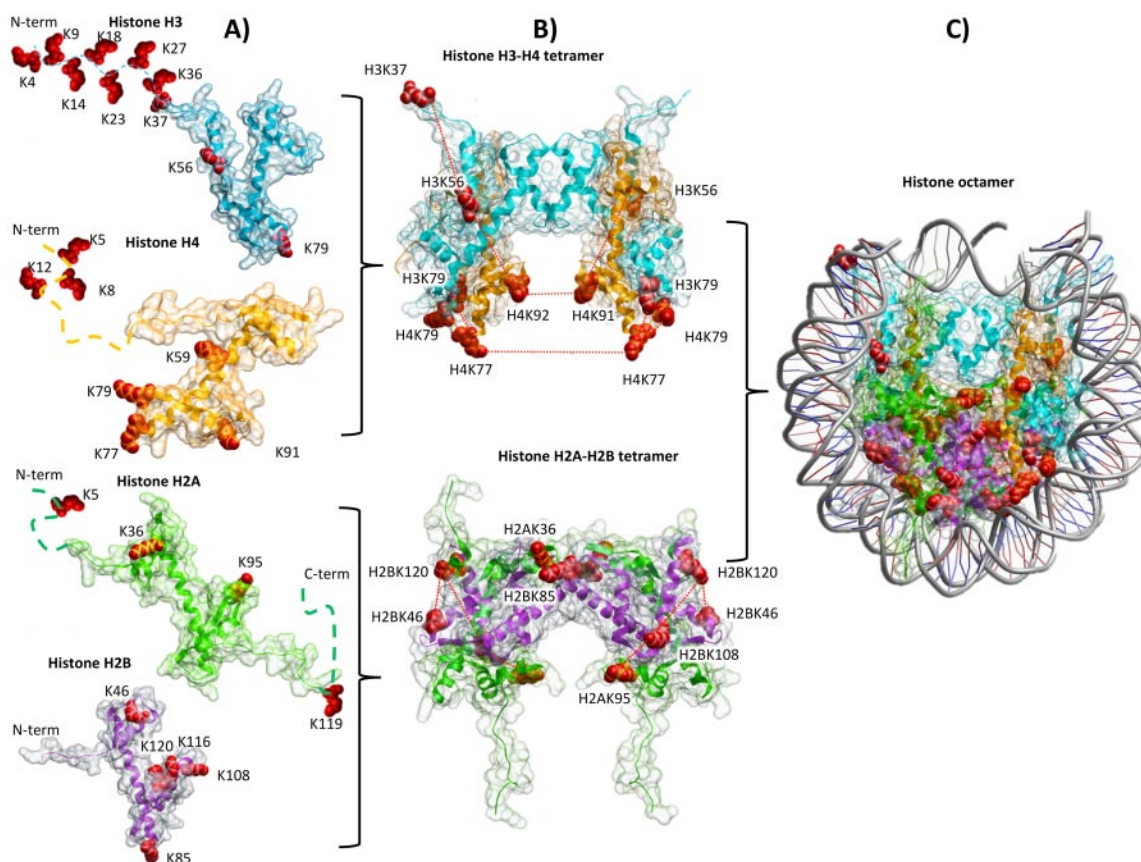 A)
B)
C)
N-term
Histone H3
K9
K18
K27
K4
K14
K23
K36
K37
K56
K79
N-term
Histone H4
K5
K12
K8
K59
K79
K77
K91
N-term
Histone H2A
K5
K36
K95
C-term
K119
Histone H2B
K46
N-term
K120
K116
K108
K85
Histone H3-H4 tetramer
H3K37
H3K56
H3K56
H3K79
H3K79
H4K92
H4K91
H4K79
H4K79
H4K77
H4K77
Histone H2A-H2B tetramer
H2AK36
H2BK120
H2BK120
H2BK85
H2BK46
H2BK46
H2BK108
H2AK95
Histone octamer